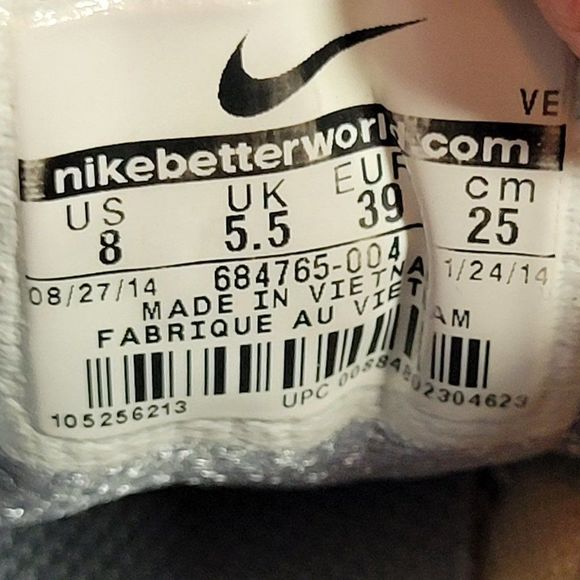 VE
nikebetterworld.com
US UK EUR cm
8 5.5 39 25
08/27/14 684765-004 1/24/14
MADE IN VIETNAM
FABRIQUE AU VIETNAM
105256213 UPC